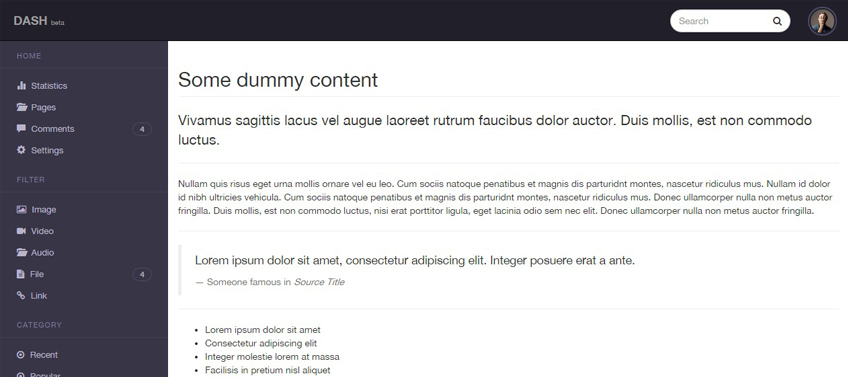 DASH beta
Search
HOME
Statistics
Pages
Comments 4
Settings
FILTER
Image
Video
Audio
File 4
Link
CATEGORY
Recent
Popular
Some dummy content
Vivamus sagittis lacus vel augue laoreet rutrum faucibus dolor auctor. Duis mollis, est non commodo
luctus.
Nullam quis risus eget urna mollis ornare vel eu leo. Cum sociis natoque penatibus et magnis dis parturidnt montes, nascetur ridiculus mus. Nullam id dolor
id nibh ultricies vehicula. Cum sociis natoque penatibus et magnis dis parturidnt montes, nascetur ridiculus mus. Donec ullamcorper nulla non metus auctor
fringilla. Duis mollis, est non commodo luctus, nisi erat porttitor ligula, eget lacinia odio sem nec elit. Donec ullamcorper nulla non metus auctor fringilla.
Lorem ipsum dolor sit amet, consectetur adipiscing elit. Integer posuere erat a ante.
— Someone famous in Source Title
• Lorem ipsum dolor sit amet
• Consectetur adipiscing elit
• Integer molestie lorem at massa
• Facilisis in pretium nisl aliquet